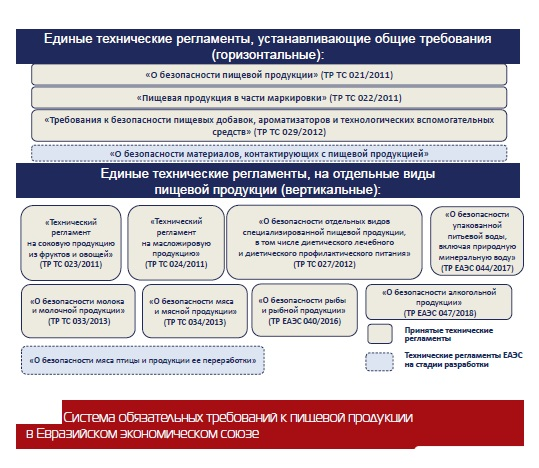 Единые технические регламенты, устанавливающие общие требования
(горизонтальные):
«О безопасности пищевой продукции» (ТР ТС 021/2011)
«Пищевая продукция в части маркировки» (ТР ТС 022/2011)
«Требования к безопасности пищевых добавок, ароматизаторов и технологических вспомогательных
средств» (ТР ТС 029/2012)
«О безопасности материалов, контактирующих с пищевой продукцией»
Единые технические регламенты, на отдельные виды
пищевой продукции (вертикальные):
«Технический
регламент
на соковую продукцию
из фруктов и овощей»
(ТР ТС 023/2011)
«Технический
регламент
на масложировую
продукцию»
(ТР ТС 024/2011)
«О безопасности отдельных видов
специализированной пищевой продукции,
в том числе диетического лечебного
и диетического профилактического питания»
(ТР ТС 027/2012)
«О безопасности
упакованной
питьевой воды,
включая природную
минеральную воду»
(ТР ЕАЭС 044/2017)
«О безопасности молока
и молочной продукции»
(ТР ТС 033/2013)
«О безопасности мяса
и мясной продукции»
(ТР ТС 034/2013)
«О безопасности рыбы
и рыбной продукции»
(ТР ЕАЭС 040/2016)
«О безопасности алкогольной
продукции»
(ТР ЕАЭС 047/2018)
«О безопасности мяса птицы и продукции ее переработки»
Принятые технические
регламенты
Технические регламенты ЕАЭС
на стадии разработки
Система обязательных требований к пищевой продукции
в Евразийском экономическом союзе